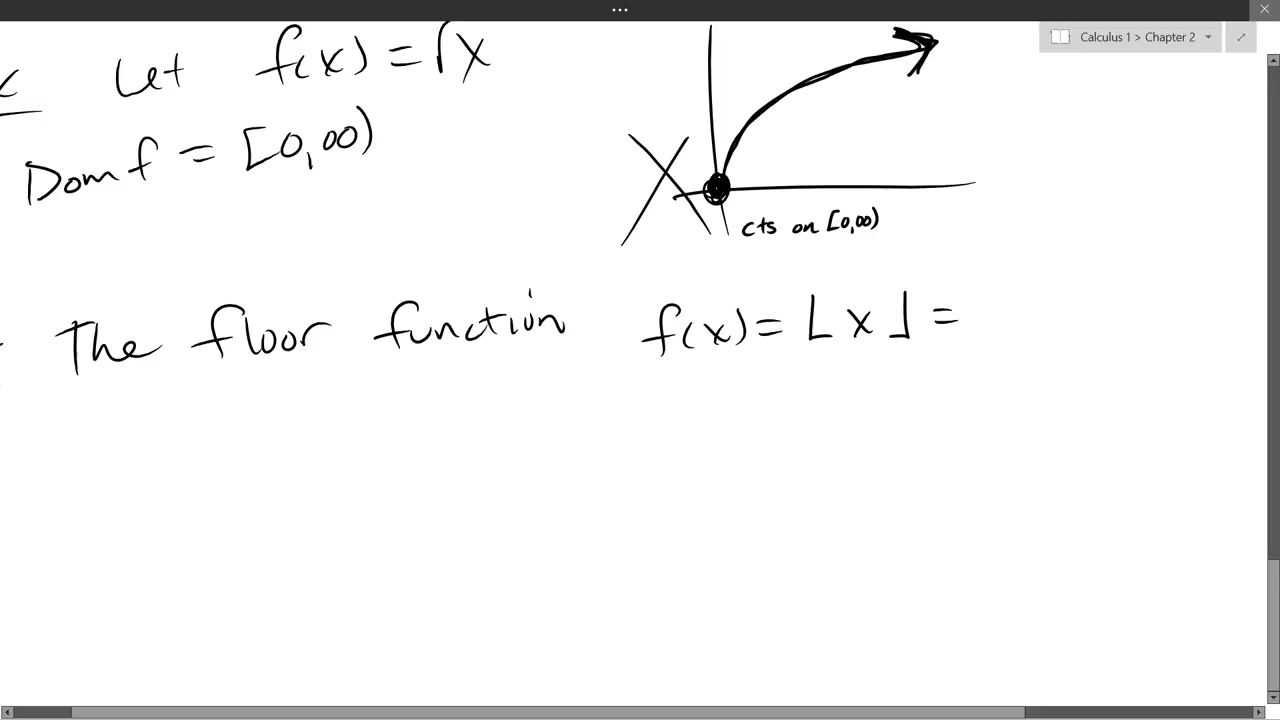 Calculus 1 > Chapter 2
Let f(x) = √x
Dom f = [0,∞)
cts on [0,∞)
The floor function f(x) = ⌊x⌋ =